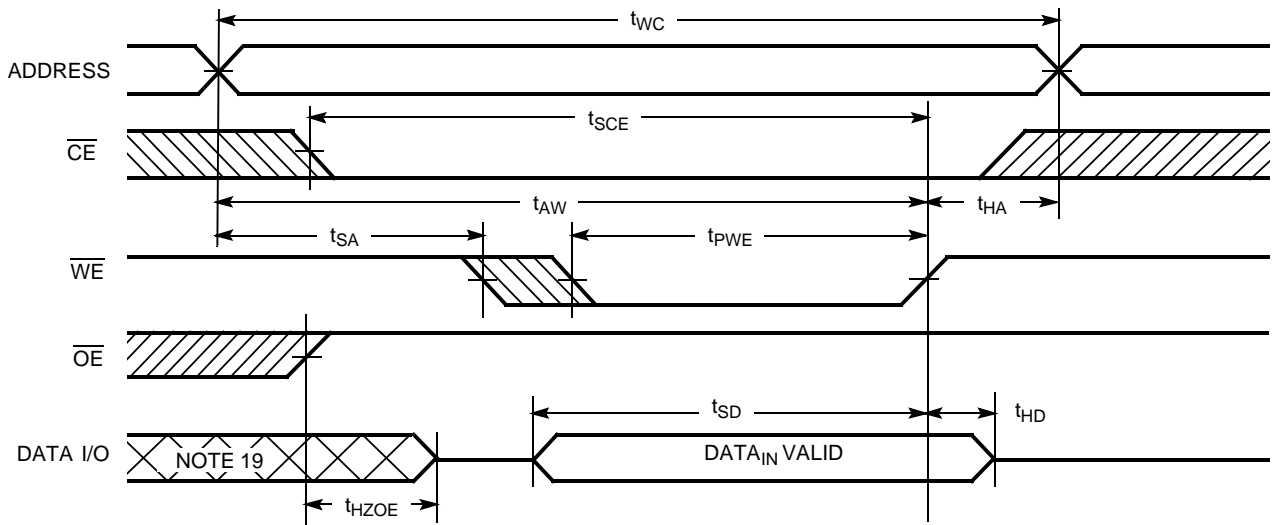 tWC
ADDRESS
tSCE
CE
tAW
tHA
tSA
tPWE
WE
OE
tSD
tHD
DATA I/O
NOTE 19
DATAIN VALID
tHZOE